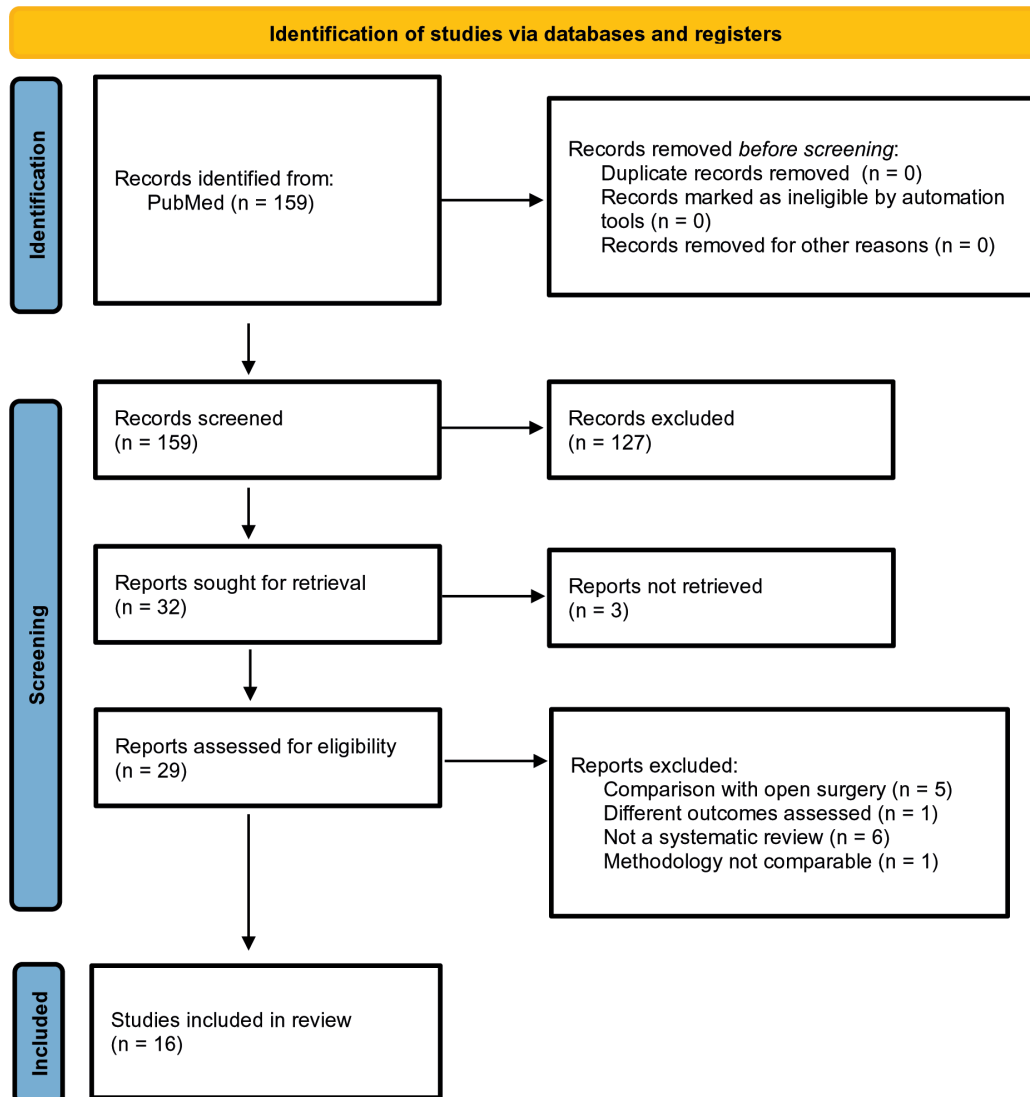 Identification of studies via databases and registers
Identification
Records identified from:
PubMed (n = 159)
Records removed before screening:
Duplicate records removed (n = 0)
Records marked as ineligible by automation
tools (n = 0)
Records removed for other reasons (n = 0)
Screening
Records screened
(n = 159)
Records excluded
(n = 127)
Reports sought for retrieval
(n = 32)
Reports not retrieved
(n = 3)
Reports assessed for eligibility
(n = 29)
Reports excluded:
Comparison with open surgery (n = 5)
Different outcomes assessed (n = 1)
Not a systematic review (n = 6)
Methodology not comparable (n = 1)
Included
Studies included in review
(n = 16)